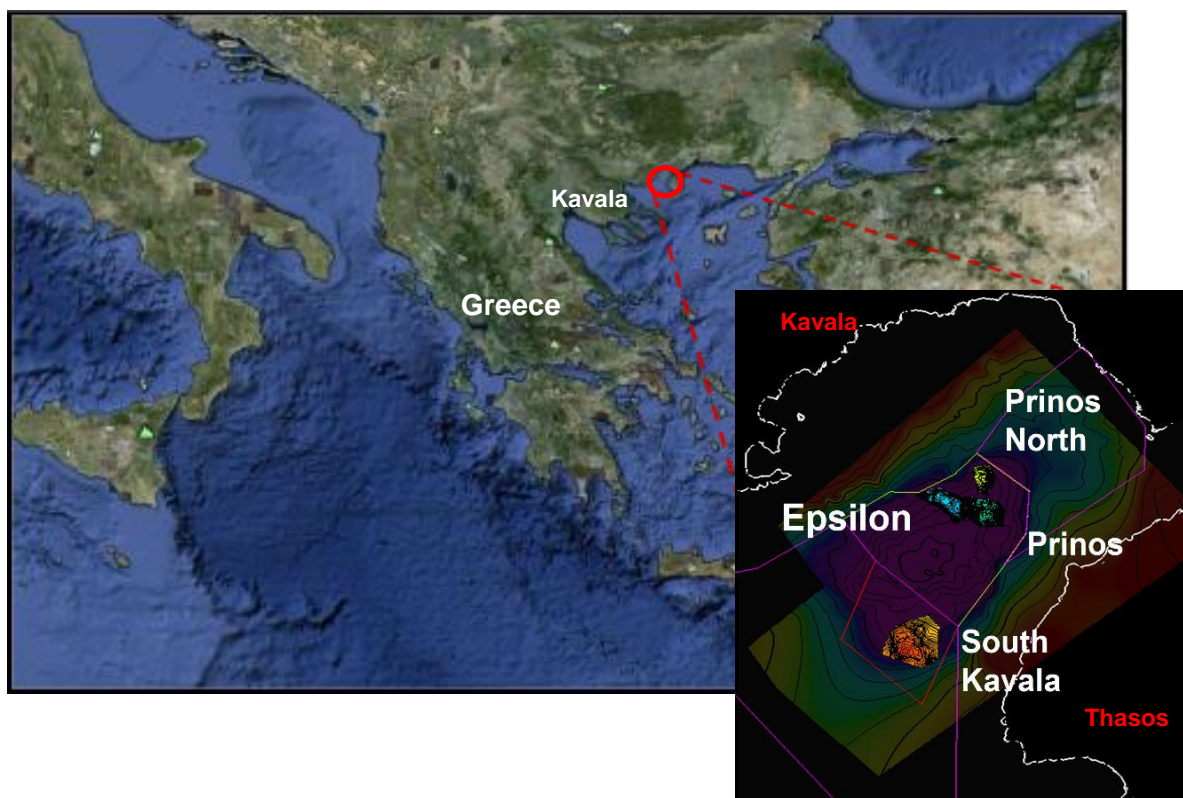 Kavala
Greece
Kavala
Prinos
North
Epsilon
Prinos
South
Kavala
Thasos